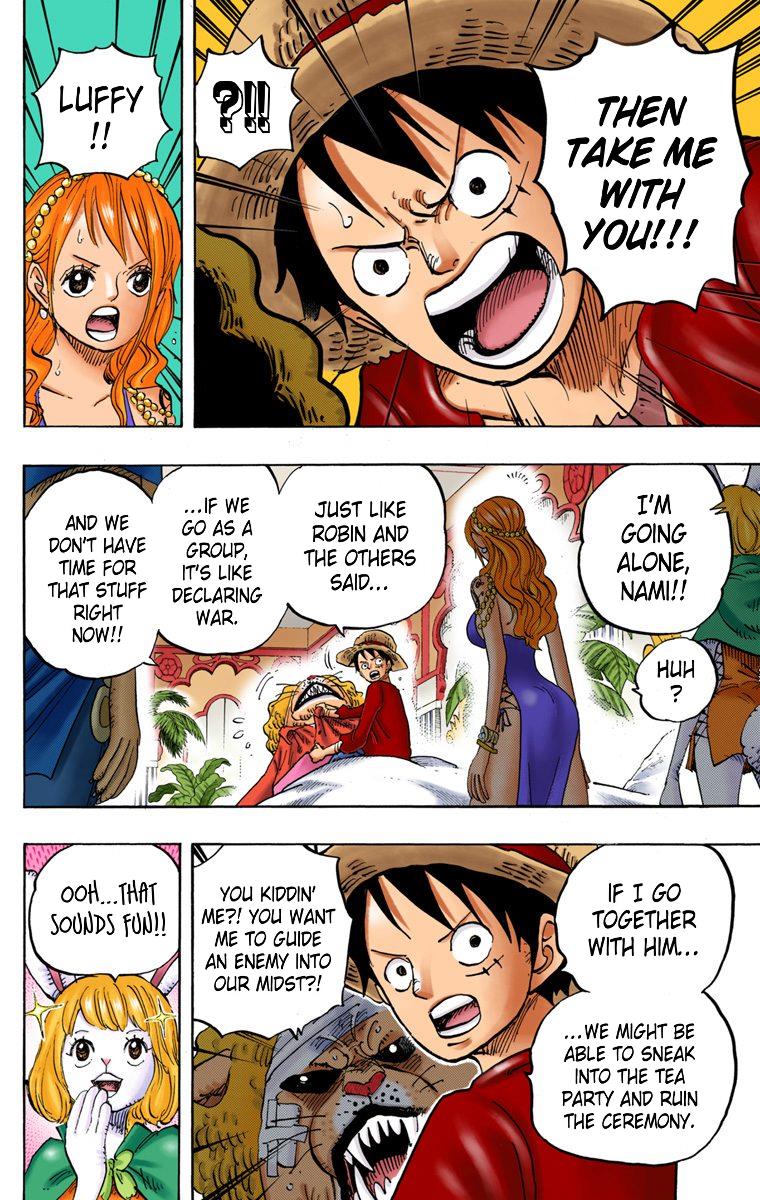 THEN
TAKE ME
WITH
YOU!!!
?!!
LUFFY
!!
I'M
GOING
ALONE,
NAMI!!
HUH
?
JUST LIKE
ROBIN AND
THE OTHERS
SAID...
...IF WE
GO AS A
GROUP,
IT'S LIKE
DECLARING
WAR.
AND WE
DON'T HAVE
TIME FOR
THAT STUFF
RIGHT
NOW!!
IF I GO
TOGETHER
WITH HIM...
...WE MIGHT BE
ABLE TO SNEAK
INTO THE TEA
PARTY AND RUIN
THE CEREMONY.
YOU KIDDIN'
ME?! YOU WANT
ME TO GUIDE
AN ENEMY INTO
OUR MIDST?!
OOH...THAT
SOUNDS FUN!!